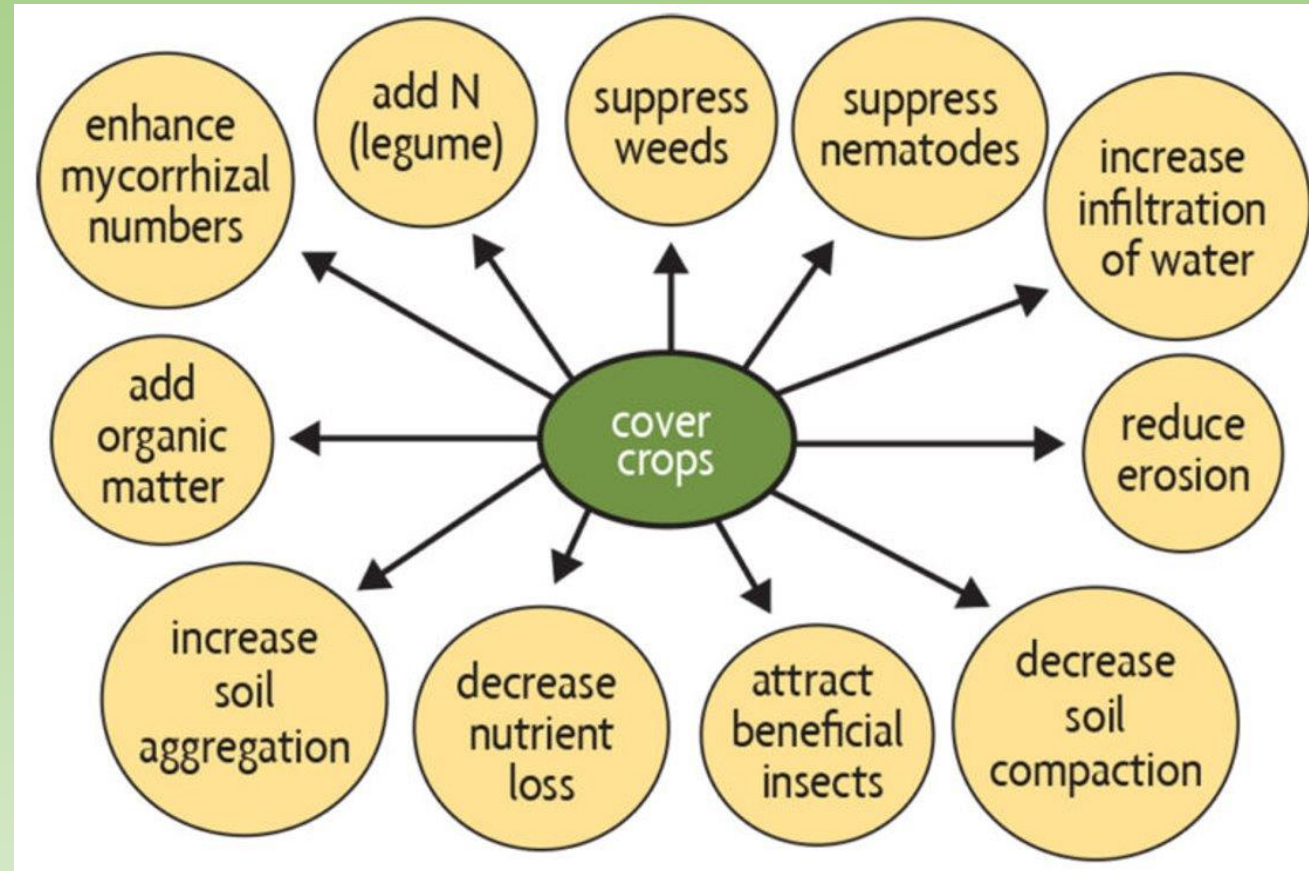 enhance
mycorrhizal
numbers
add N
(legume)
suppress
weeds
suppress
nematodes
increase
infiltration
of water
add
organic
matter
cover
crops
reduce
erosion
increase
soil
aggregation
decrease
nutrient
loss
attract
beneficial
insects
decrease
soil
compaction